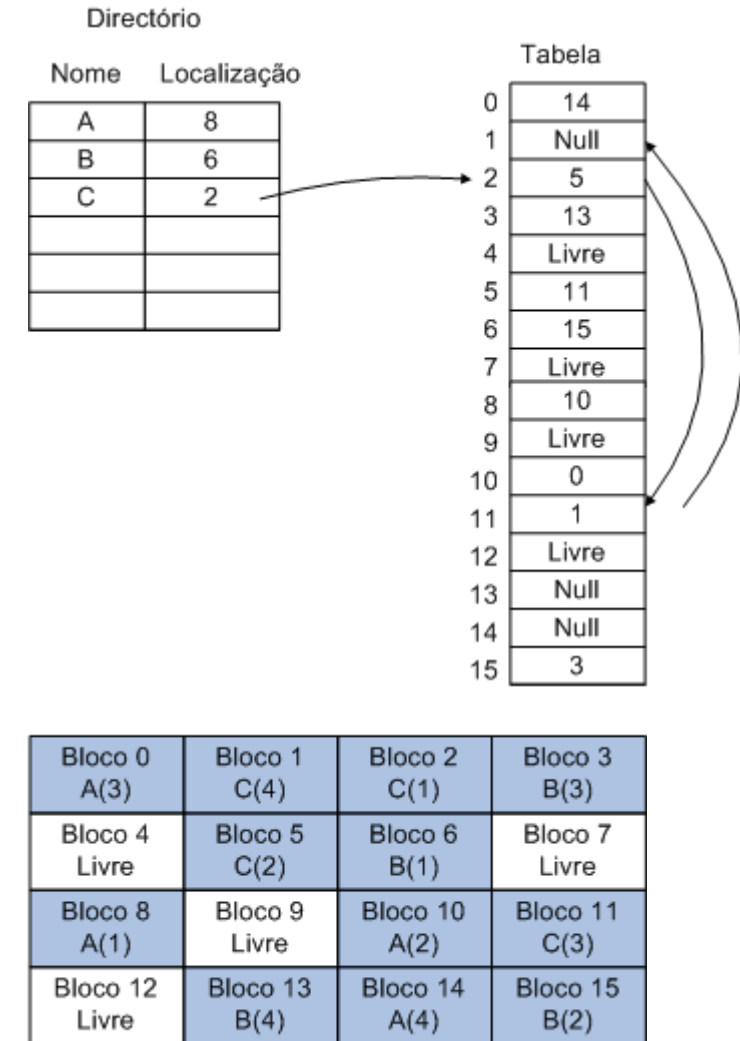 Directório
Nome Localização
A 8
B 6
C 2
Tabela
0 14
1 Null
2 5
3 13
4 Livre
5 11
6 15
7 Livre
8 10
9 Livre
10 0
11 1
12 Livre
13 Null
14 Null
15 3
Bloco 0 Bloco 1 Bloco 2 Bloco 3
A(3) C(4) C(1) B(3)
Bloco 4 Bloco 5 Bloco 6 Bloco 7
Livre C(2) B(1) Livre
Bloco 8 Bloco 9 Bloco 10 Bloco 11
A(1) Livre A(2) C(3)
Bloco 12 Bloco 13 Bloco 14 Bloco 15
Livre B(4) A(4) B(2)